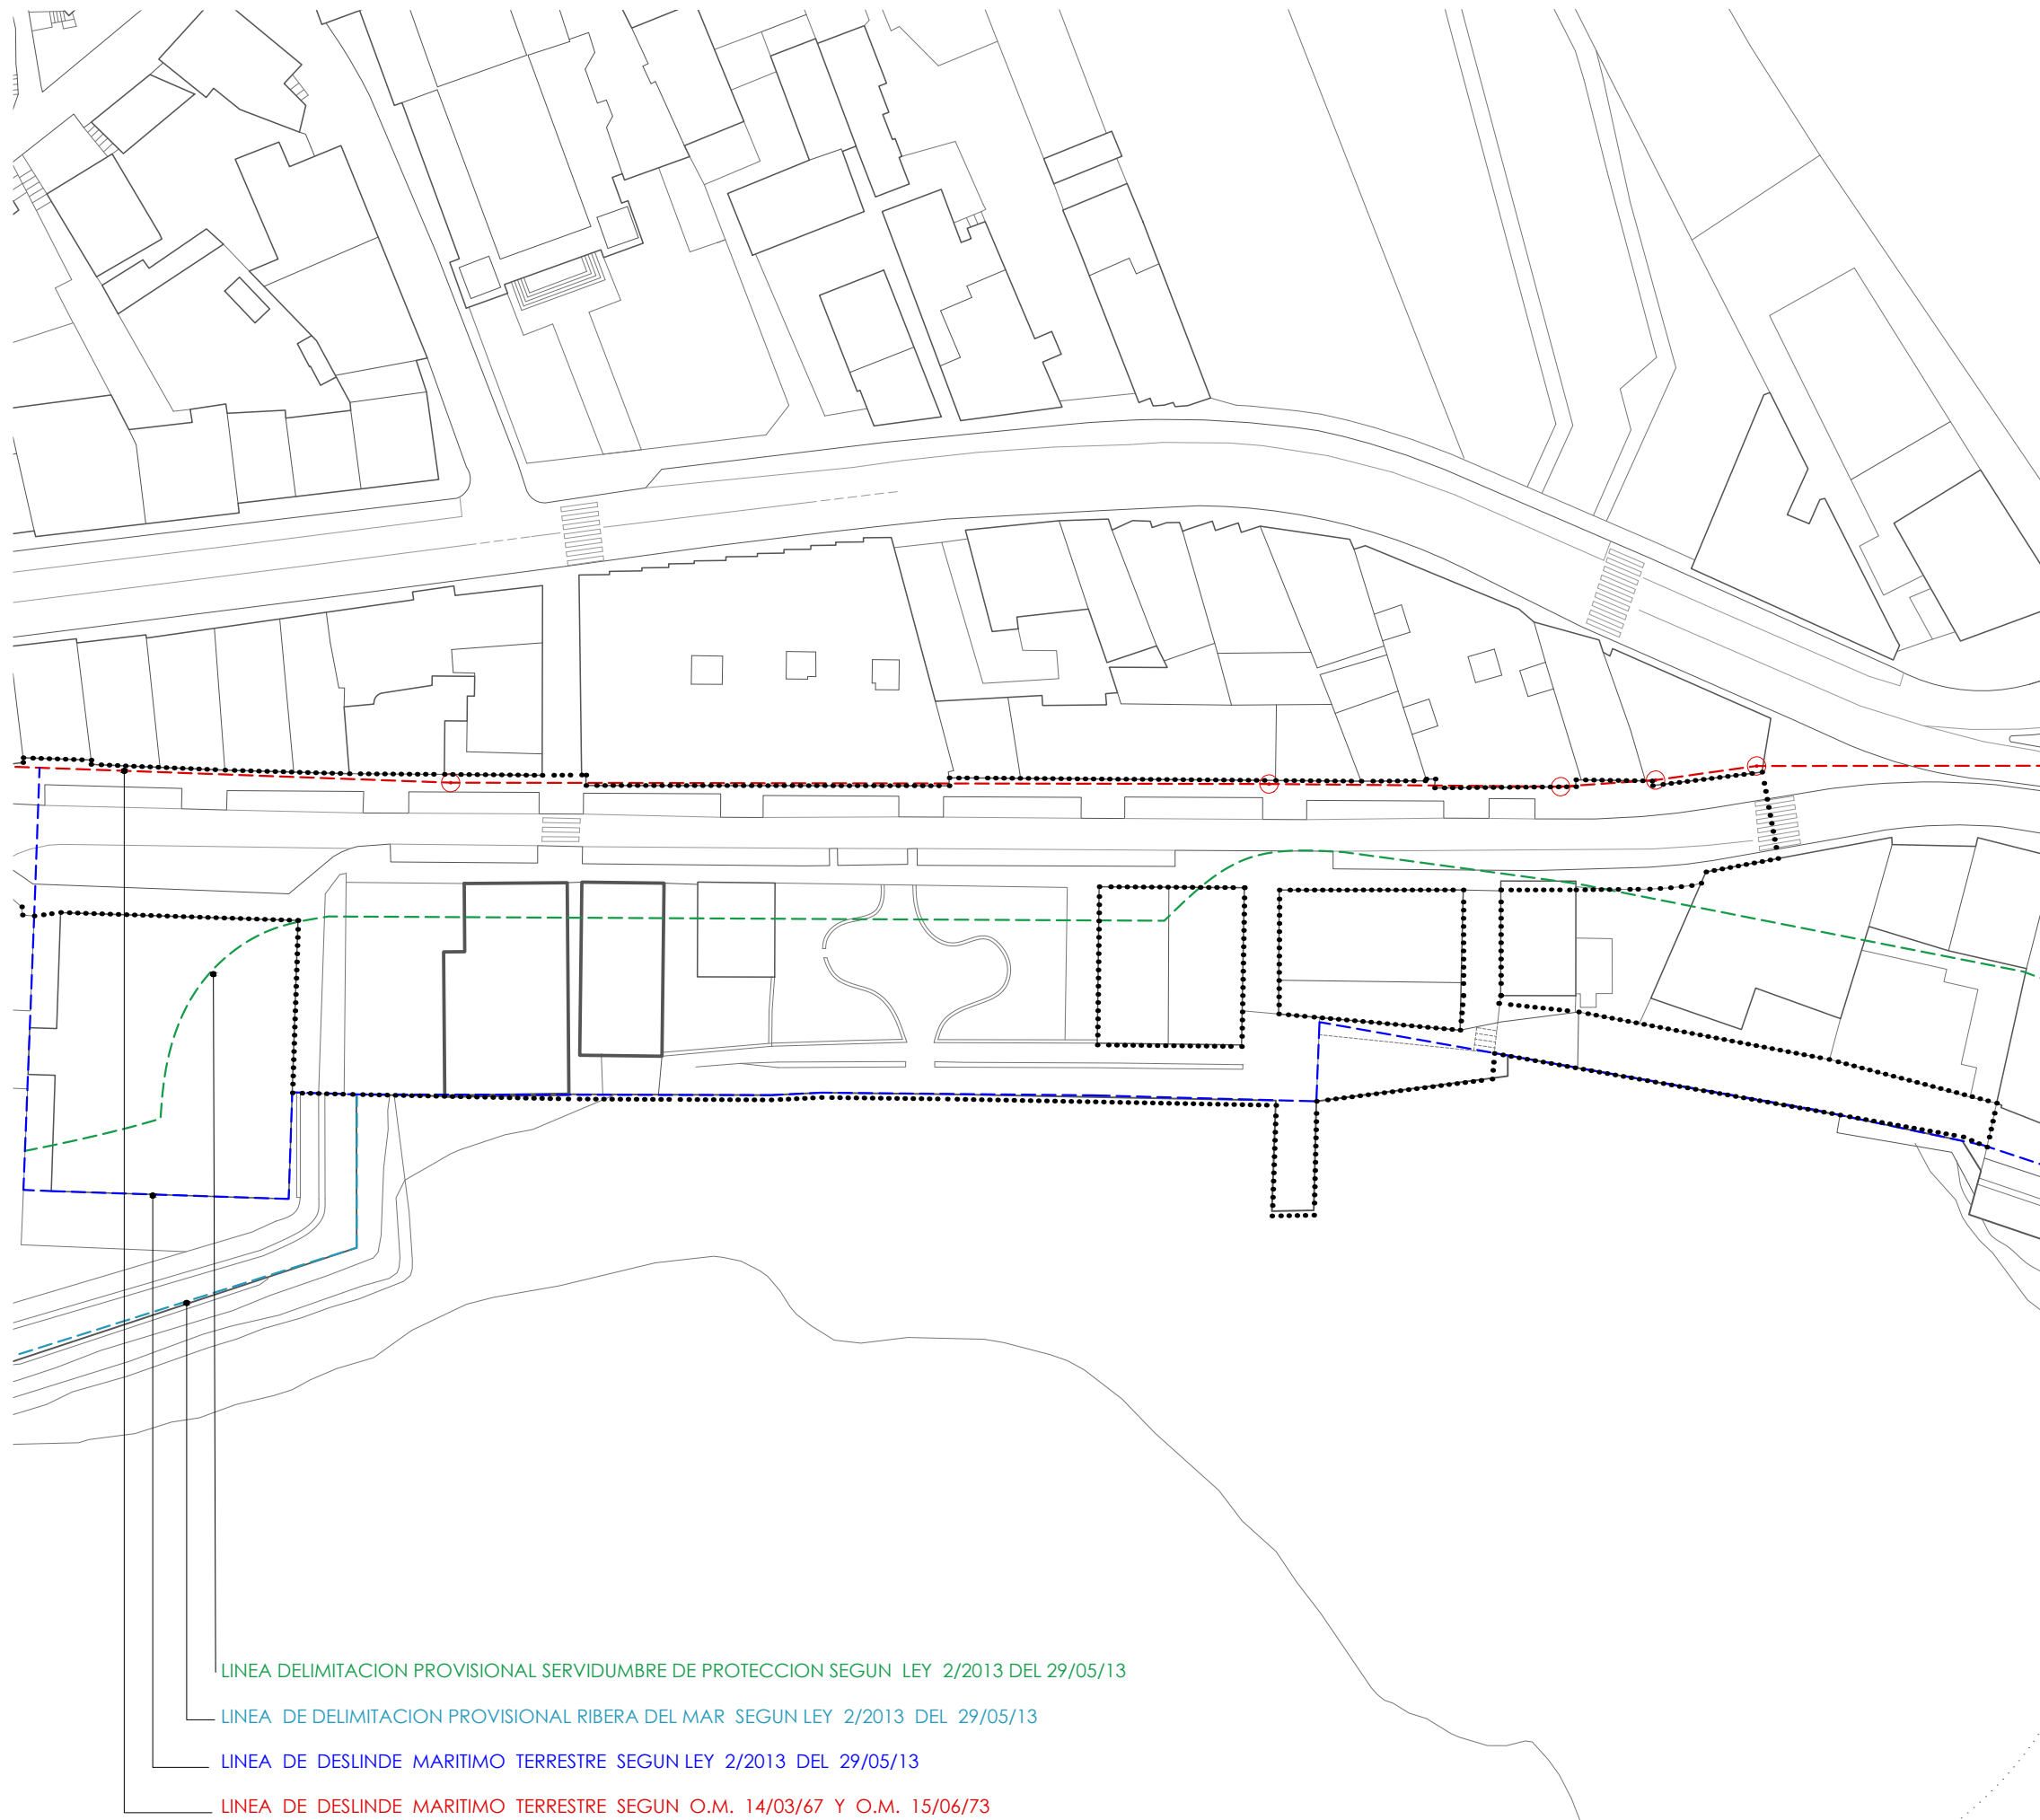 LINEA DELIMITACION PROVISIONAL SERVIDUMBRE DE PROTECCION SEGUN LEY 2/2013 DEL 29/05/13
LINEA DE DELIMITACION PROVISIONAL RIBERA DEL MAR SEGUN LEY 2/2013 DEL 29/05/13
LINEA DE DESLINDE MARITIMO TERRESTRE SEGUN LEY 2/2013 DEL 29/05/13
LINEA DE DESLINDE MARITIMO TERRESTRE SEGUN O.M. 14/03/67 Y O.M. 15/06/73